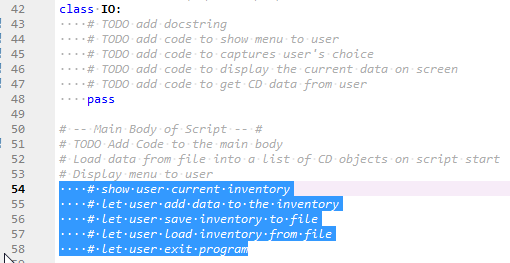 42 class IO:
43 # TODO add docstring
44 # TODO add code to show menu to user
45 # TODO add code to captures user's choice
46 # TODO add code to display the current data on screen
47 # TODO add code to get CD data from user
48 pass
49
50 # -- Main Body of Script -- #
51 # TODO Add Code to the main body
52 # Load data from file into a list of CD objects on script start
53 # Display menu to user
54 # show user current inventory
55 # let user add data to the inventory
56 # let user save inventory to file
57 # let user load inventory from file
58 # let user exit program